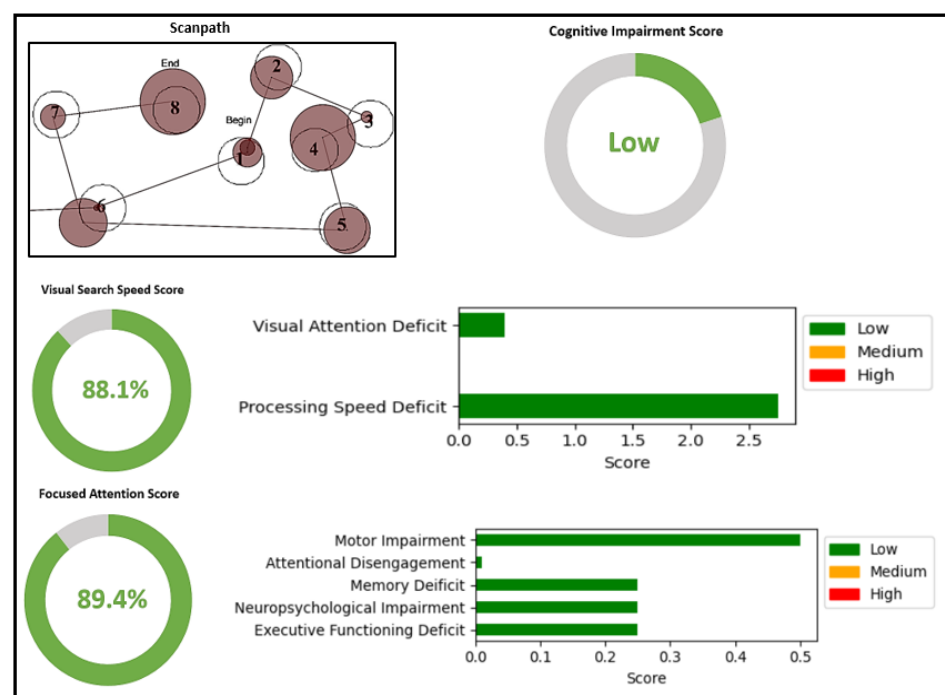 Scanpath
End
2
7
8
Begin
3
1
4
6
5
Cognitive Impairment Score
Low
Visual Search Speed Score
88.1%
Visual Attention Deficit
Processing Speed Deficit
0.0 0.5 1.0 1.5 2.0 2.5
Score
Low
Medium
High
Focused Attention Score
89.4%
Motor Impairment
Attentional Disengagement
Memory Deificit
Neuropsychological Impairment
Executive Functioning Deficit
0.0 0.1 0.2 0.3 0.4 0.5
Score
Low
Medium
High